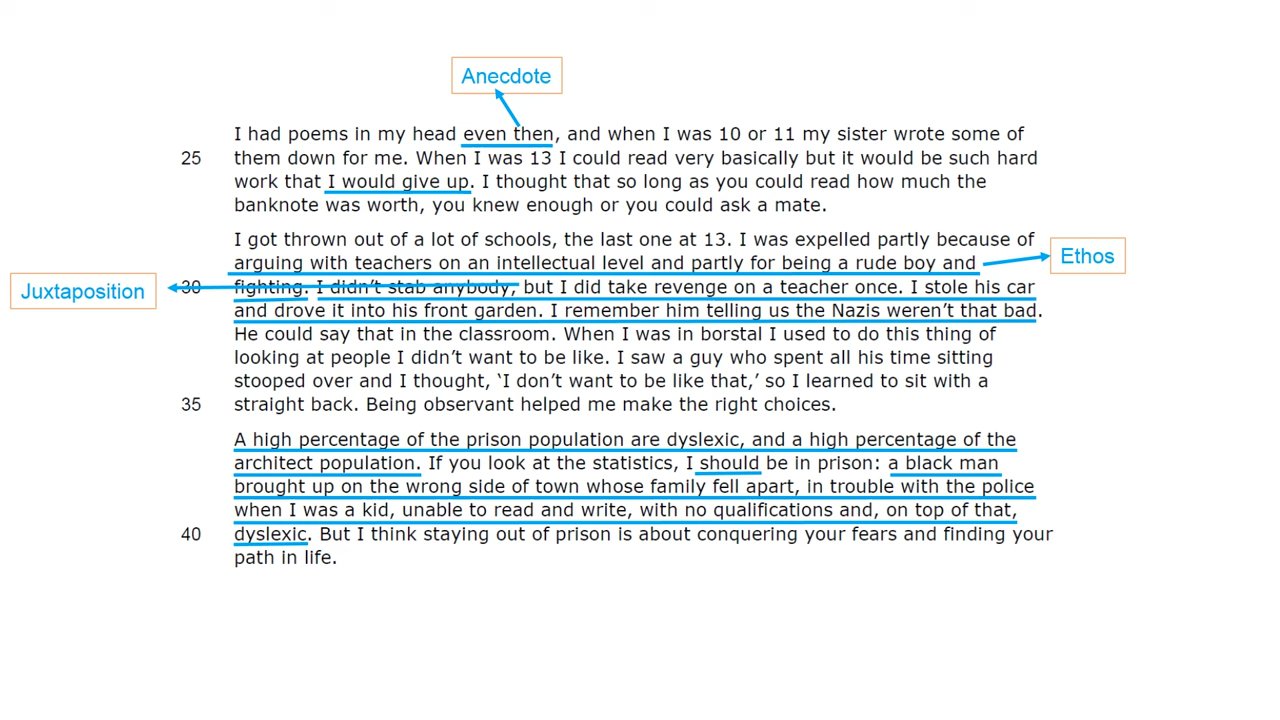 Anecdote
I had poems in my head even then, and when I was 10 or 11 my sister wrote some of
25 them down for me. When I was 13 I could read very basically but it would be such hard
work that I would give up. I thought that so long as you could read how much the
banknote was worth, you knew enough or you could ask a mate.
I got thrown out of a lot of schools, the last one at 13. I was expelled partly because of
arguing with teachers on an intellectual level and partly for being a rude boy and
Ethos
Juxtaposition
30 fighting. I didn't stab anybody, but I did take revenge on a teacher once. I stole his car
and drove it into his front garden. I remember him telling us the Nazis weren't that bad.
He could say that in the classroom. When I was in borstal I used to do this thing of
looking at people I didn't want to be like. I saw a guy who spent all his time sitting
stooped over and I thought, ‘I don't want to be like that,’ so I learned to sit with a
35 straight back. Being observant helped me make the right choices.
A high percentage of the prison population are dyslexic, and a high percentage of the
architect population. If you look at the statistics, I should be in prison: a black man
brought up on the wrong side of town whose family fell apart, in trouble with the police
when I was a kid, unable to read and write, with no qualifications and, on top of that,
40 dyslexic. But I think staying out of prison is about conquering your fears and finding your
path in life.